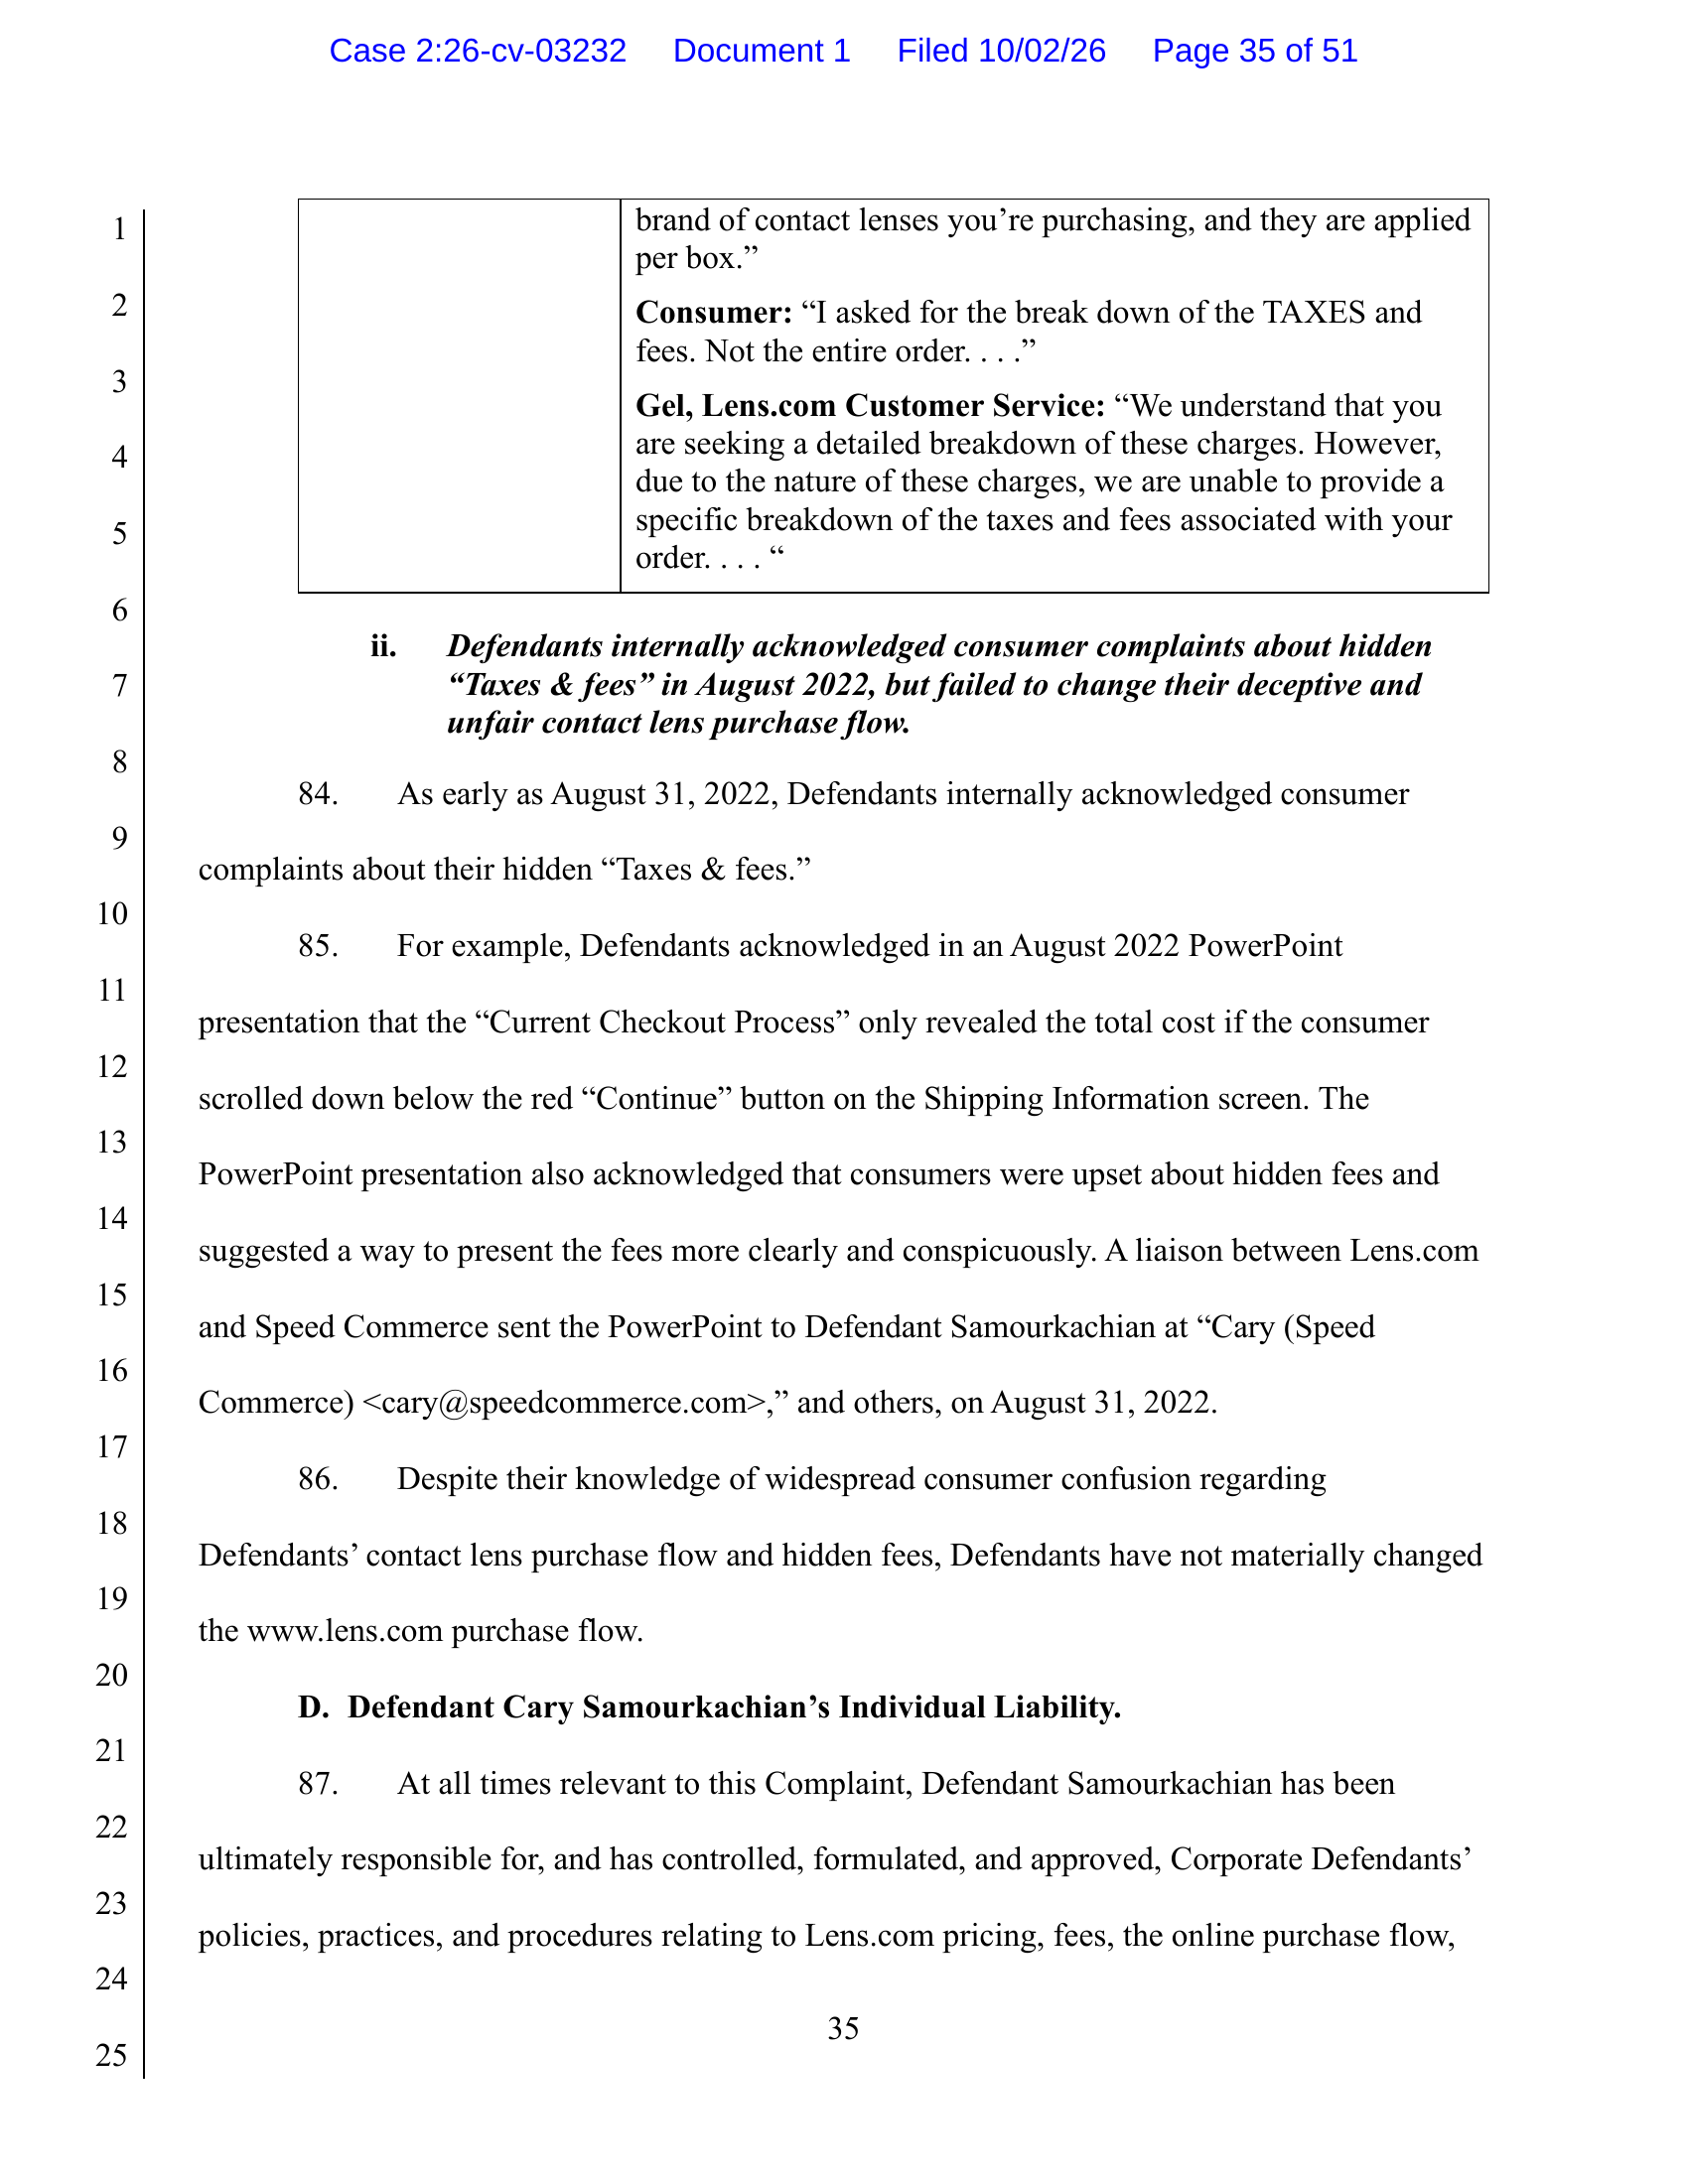 Case 2:26-cv-03232 Document 1 Filed 10/02/26 Page 35 of 51
1
2
3
4
5
6
7
8
9
10
11
12
13
14
15
16
17
18
19
20
21
22
23
24
25
brand of contact lenses you’re purchasing, and they are applied
per box.”
Consumer: “I asked for the break down of the TAXES and
fees. Not the entire order. . . .”
Gel, Lens.com Customer Service: “We understand that you
are seeking a detailed breakdown of these charges. However,
due to the nature of these charges, we are unable to provide a
specific breakdown of the taxes and fees associated with your
order. . . . “
ii. Defendants internally acknowledged consumer complaints about hidden
“Taxes & fees” in August 2022, but failed to change their deceptive and
unfair contact lens purchase flow.
84. As early as August 31, 2022, Defendants internally acknowledged consumer
complaints about their hidden “Taxes & fees.”
85. For example, Defendants acknowledged in an August 2022 PowerPoint
presentation that the “Current Checkout Process” only revealed the total cost if the consumer
scrolled down below the red “Continue” button on the Shipping Information screen. The
PowerPoint presentation also acknowledged that consumers were upset about hidden fees and
suggested a way to present the fees more clearly and conspicuously. A liaison between Lens.com
and Speed Commerce sent the PowerPoint to Defendant Samourkachian at “Cary (Speed
Commerce) <cary@speedcommerce.com>,” and others, on August 31, 2022.
86. Despite their knowledge of widespread consumer confusion regarding
Defendants’ contact lens purchase flow and hidden fees, Defendants have not materially changed
the www.lens.com purchase flow.
D. Defendant Cary Samourkachian’s Individual Liability.
87. At all times relevant to this Complaint, Defendant Samourkachian has been
ultimately responsible for, and has controlled, formulated, and approved, Corporate Defendants’
policies, practices, and procedures relating to Lens.com pricing, fees, the online purchase flow,
35